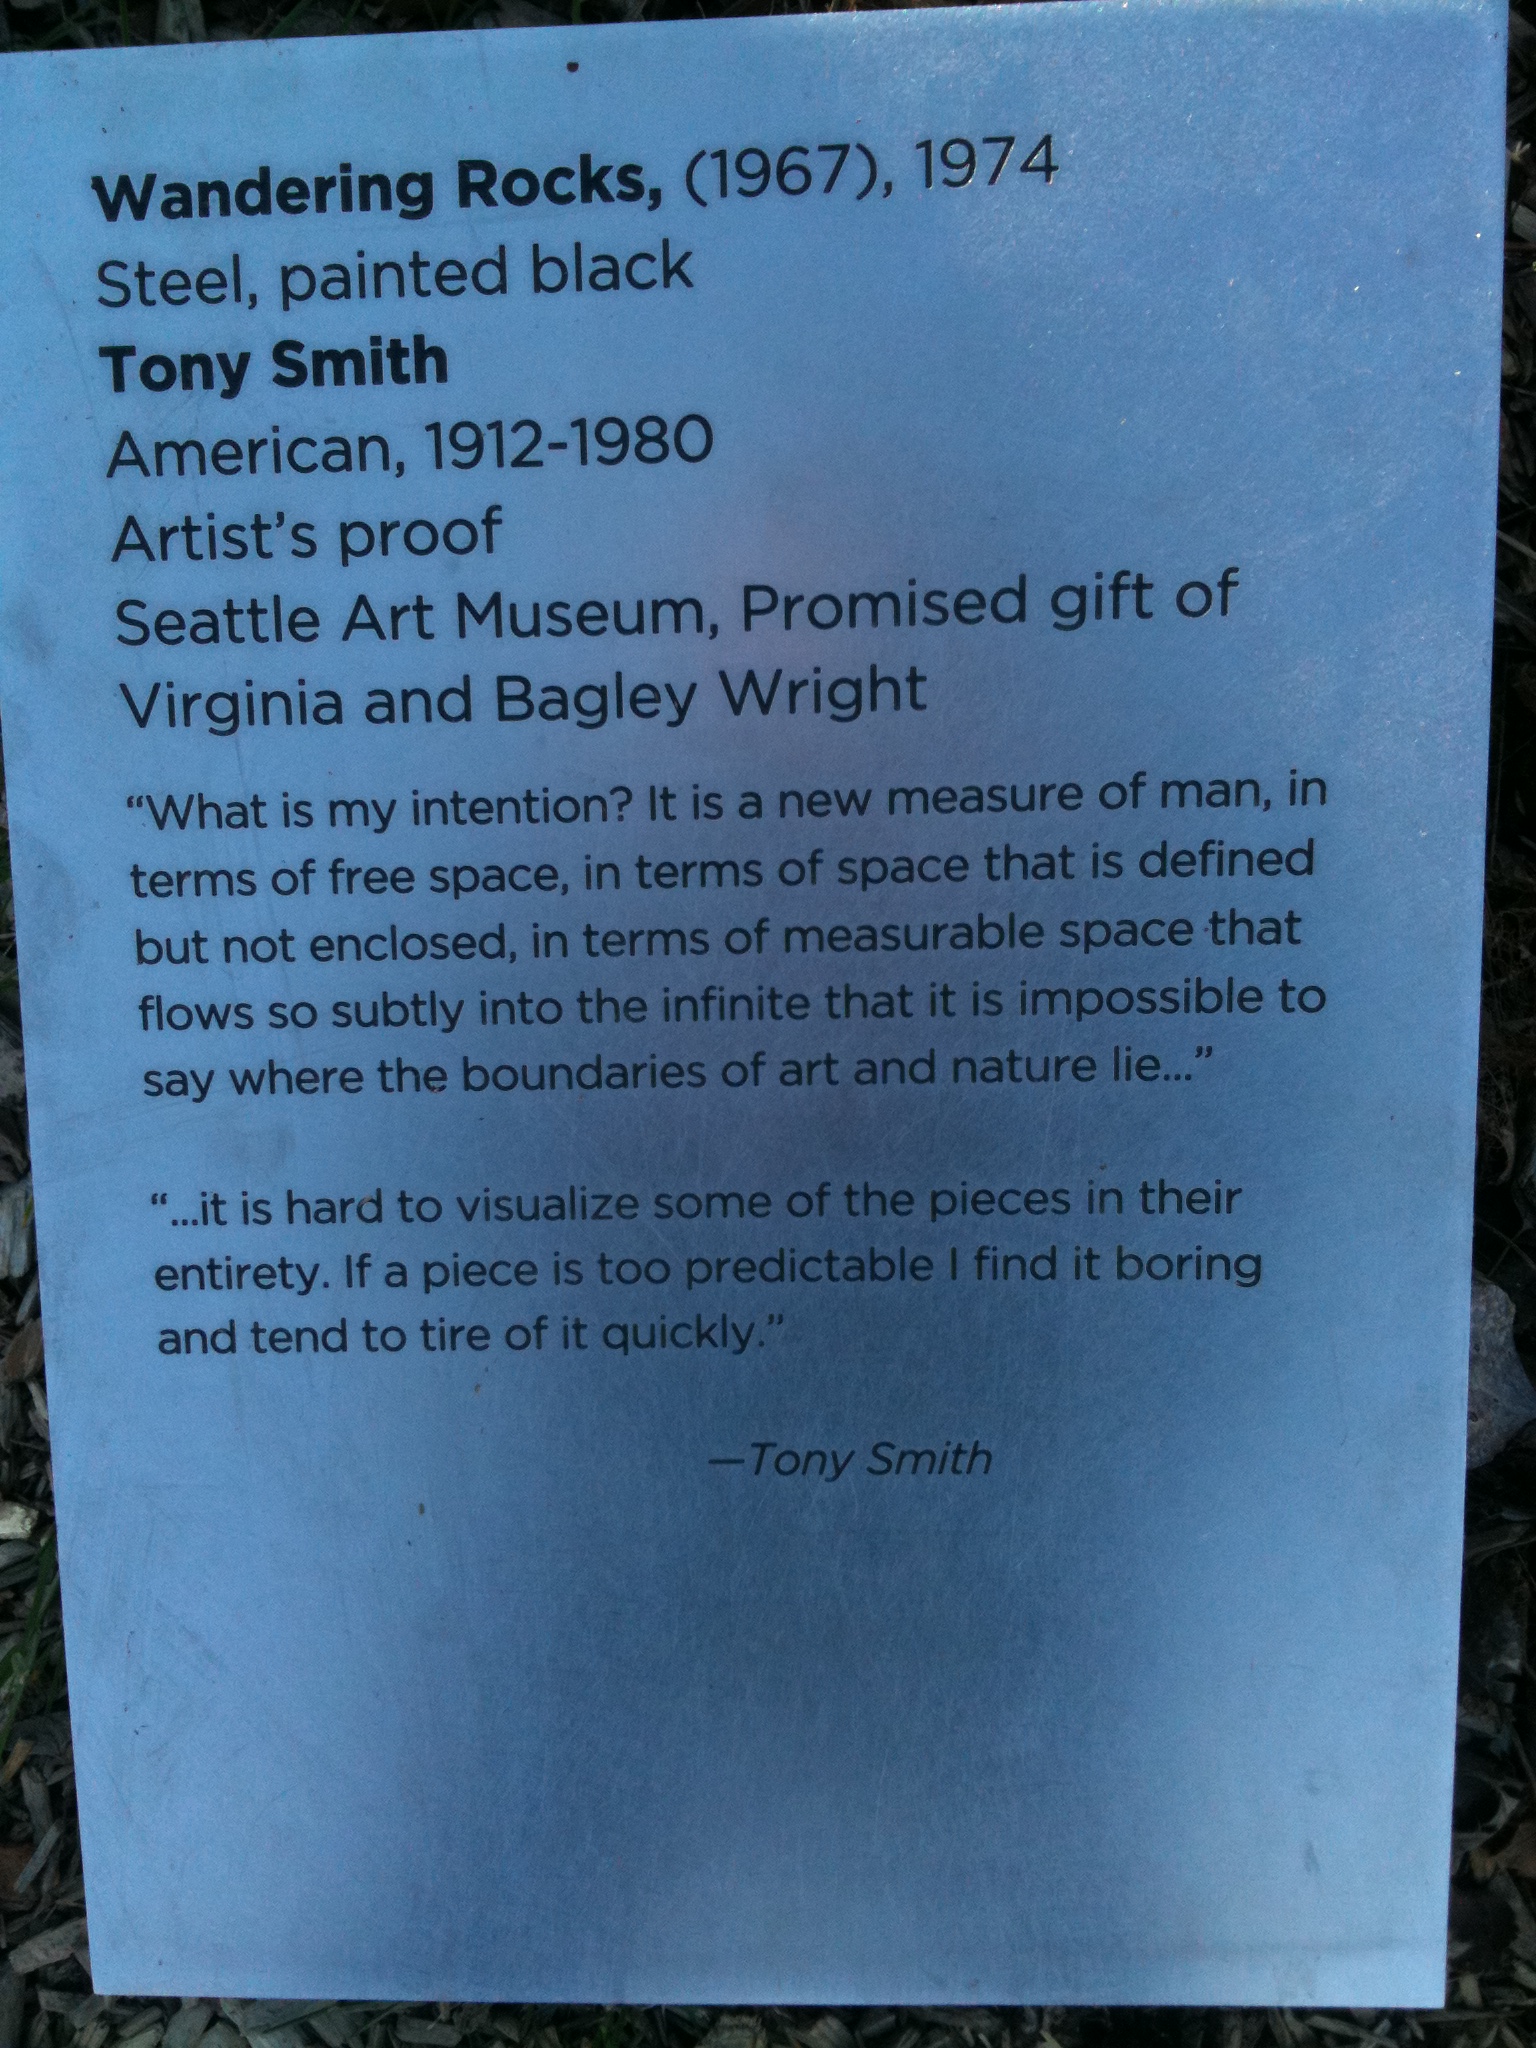 Wandering Rocks, (1967), 1974
Steel, painted black
Tony Smith
American, 1912-1980
Artist’s proof
Seattle Art Museum, Promised gift of
Virginia and Bagley Wright
“What is my intention? It is a new measure of man, in
terms of free space, in terms of space that is defined
but not enclosed, in terms of measurable space that
flows so subtly into the infinite that it is impossible to
say where the boundaries of art and nature lie...”
“...it is hard to visualize some of the pieces in their
entirety. If a piece is too predictable I find it boring
and tend to tire of it quickly.”
—Tony Smith